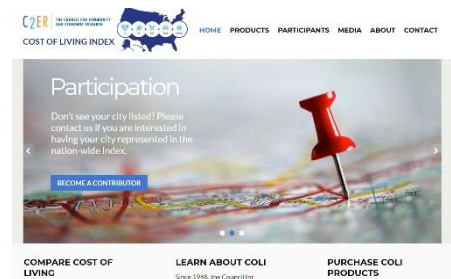 C2ER THE COUNCIL FOR COMMUNITY
AND ECONOMIC RESEARCH
COST OF LIVING INDEX
HOME PRODUCTS PARTICIPANTS MEDIA ABOUT CONTACT
Participation
Don't see your city listed? Please
contact us if you are interested in
having your city represented in the
nation-wide Index.
BECOME A CONTRIBUTOR
COMPARE COST OF
LIVING
LEARN ABOUT COLI
Since 1968, the Council for
PURCHASE COLI
PRODUCTS